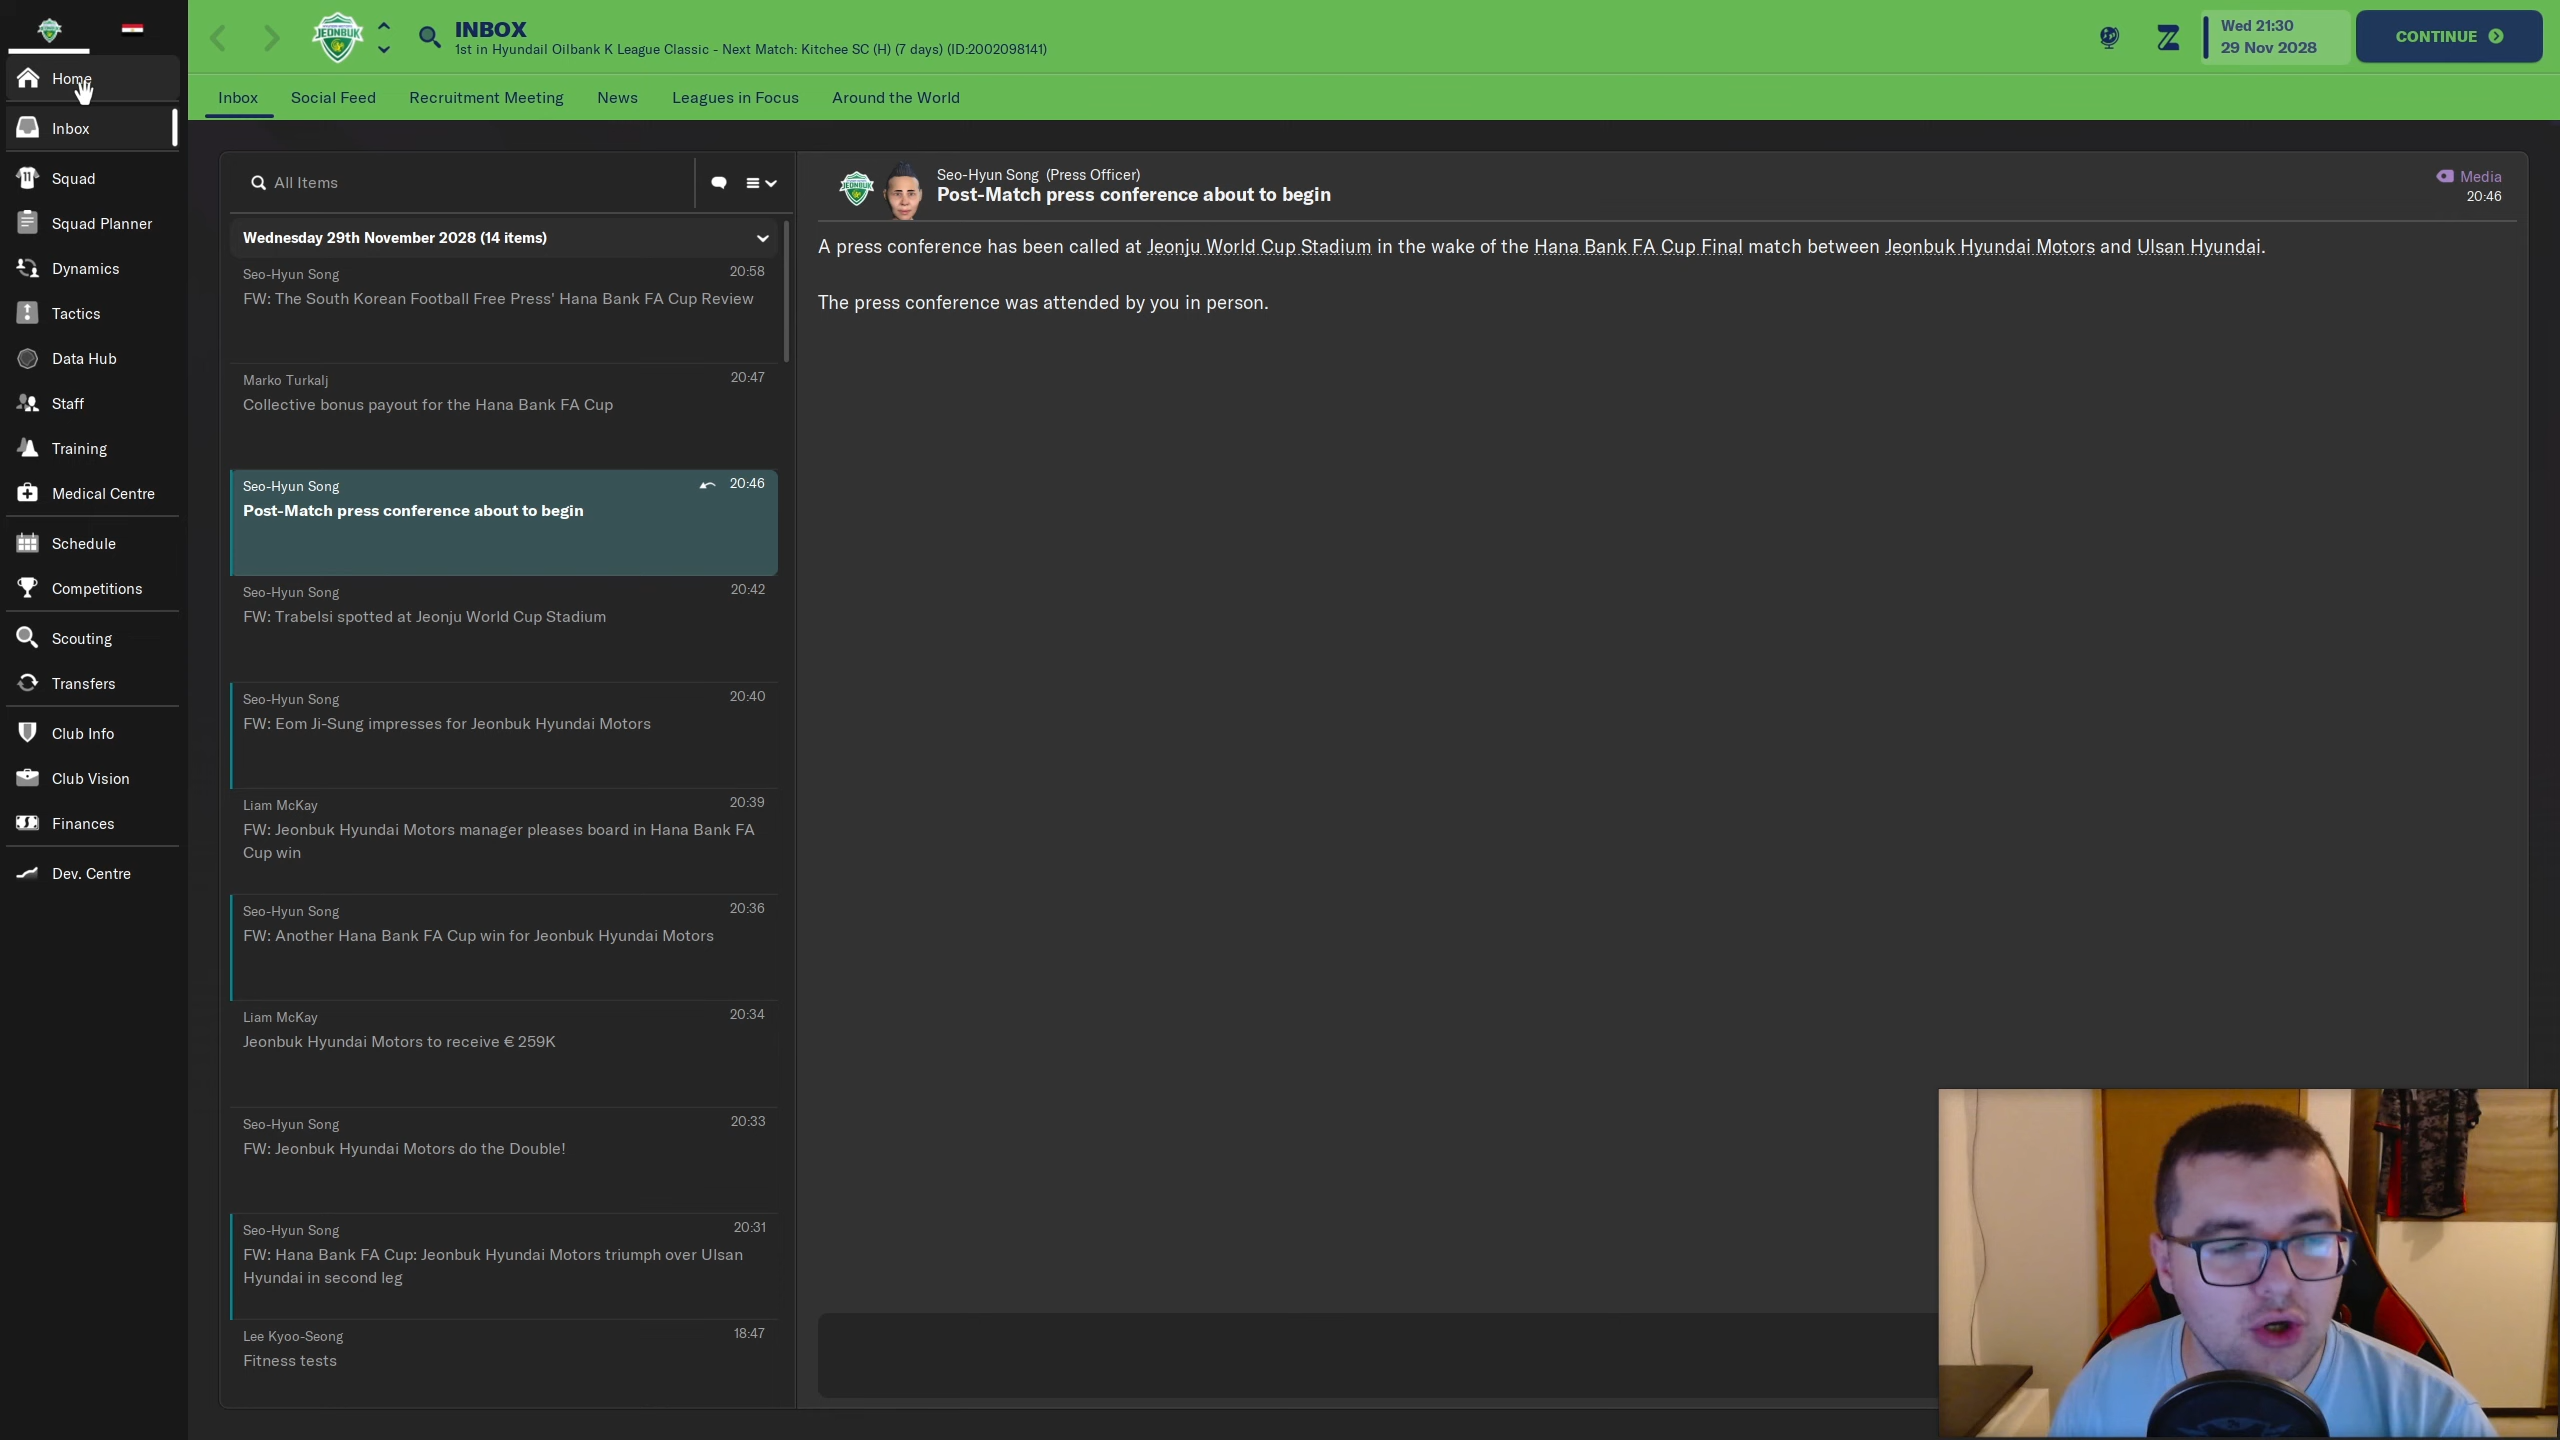 Home
Inbox
Squad
Squad Planner
Dynamics
Tactics
Data Hub
Staff
Training
Medical Centre
Schedule
Competitions
Scouting
Transfers
Club Info
Club Vision
Finances
Dev. Centre
JEONBUK
INBOX
1st in Hyundail Oilbank K League Classic - Next Match: Kitchee SC (H) (7 days) (ID:2002098141)
Wed 21:30
29 Nov 2028
CONTINUE
Inbox Social Feed Recruitment Meeting News Leagues in Focus Around the World
All Items
Wednesday 29th November 2028 (14 items)
Seo-Hyun Song 20:58
FW: The South Korean Football Free Press' Hana Bank FA Cup Review
Marko Turkalj 20:47
Collective bonus payout for the Hana Bank FA Cup
Seo-Hyun Song 20:46
Post-Match press conference about to begin
Seo-Hyun Song 20:42
FW: Trabelsi spotted at Jeonju World Cup Stadium
Seo-Hyun Song 20:40
FW: Eom Ji-Sung impresses for Jeonbuk Hyundai Motors
Liam McKay 20:39
FW: Jeonbuk Hyundai Motors manager pleases board in Hana Bank FA
Cup win
Seo-Hyun Song 20:36
FW: Another Hana Bank FA Cup win for Jeonbuk Hyundai Motors
Liam McKay 20:34
Jeonbuk Hyundai Motors to receive € 259K
Seo-Hyun Song 20:33
FW: Jeonbuk Hyundai Motors do the Double!
Seo-Hyun Song 20:31
FW: Hana Bank FA Cup: Jeonbuk Hyundai Motors triumph over Ulsan
Hyundai in second leg
Lee Kyoo-Seong 18:47
Fitness tests
JEONBUK
Seo-Hyun Song (Press Officer)
Post-Match press conference about to begin
Media
20:46
A press conference has been called at Jeonju World Cup Stadium in the wake of the Hana Bank FA Cup Final match between Jeonbuk Hyundai Motors and Ulsan Hyundai.
The press conference was attended by you in person.